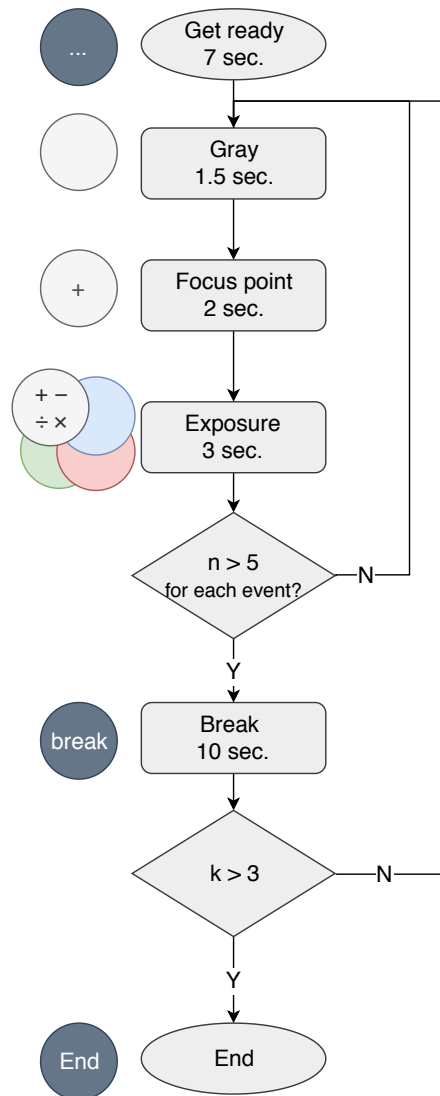 ...
Get ready
7 sec.
Gray
1.5 sec.
+
Focus point
2 sec.
+ −
÷ ×
Exposure
3 sec.
n > 5
for each event?
N
Y
break
Break
10 sec.
k > 3
N
Y
End
End